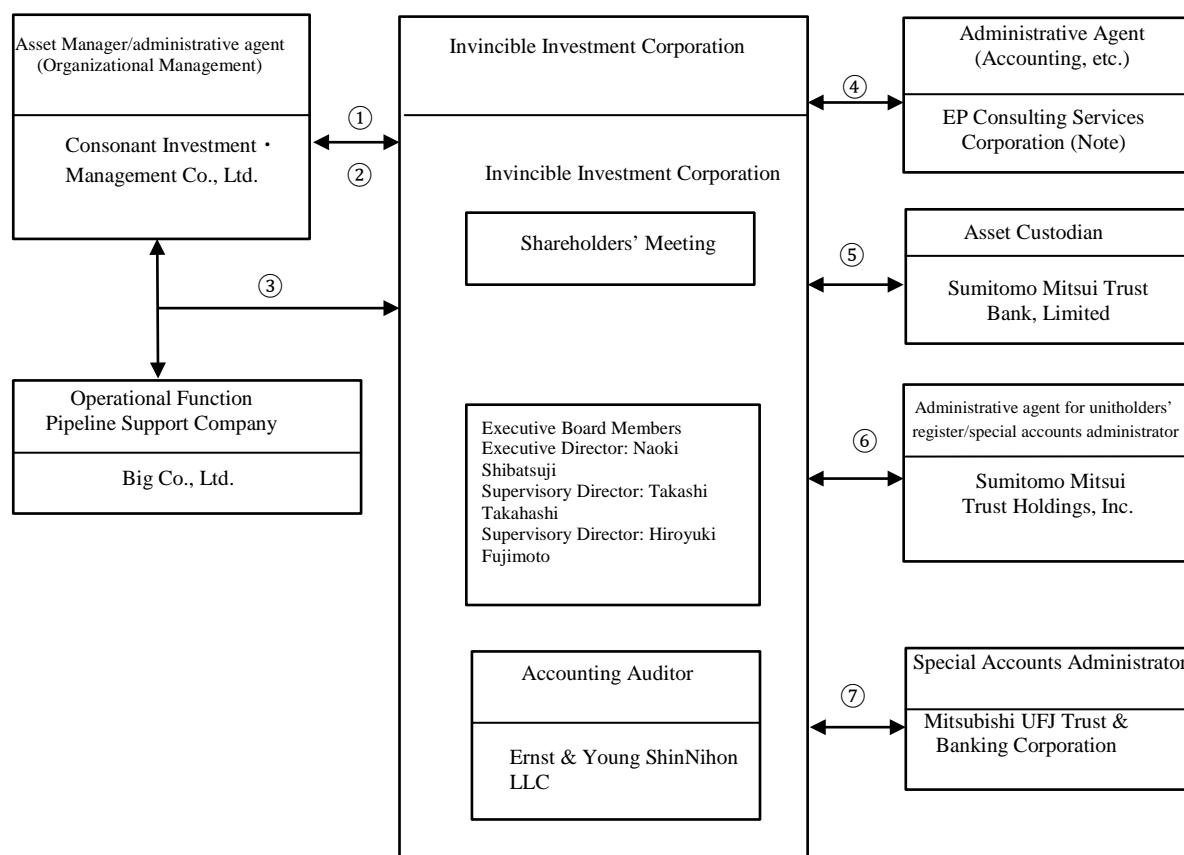 Asset Manager/administrative agent
(Organizational Management)
Consonant Investment・
Management Co., Ltd.
①
②
③
Operational Function
Pipeline Support Company
Big Co., Ltd.
Invincible Investment Corporation
Invincible Investment Corporation
Shareholders’ Meeting
Executive Board Members
Executive Director: Naoki
Shibatsuji
Supervisory Director: Takashi
Takahashi
Supervisory Director: Hiroyuki
Fujimoto
Accounting Auditor
Ernst & Young ShinNihon
LLC
④
Administrative Agent
(Accounting, etc.)
EP Consulting Services
Corporation (Note)
⑤
Asset Custodian
Sumitomo Mitsui Trust
Bank, Limited
⑥
Administrative agent for unitholders’
register/special accounts administrator
Sumitomo Mitsui
Trust Holdings, Inc.
⑦
Special Accounts Administrator
Mitsubishi UFJ Trust &
Banking Corporation